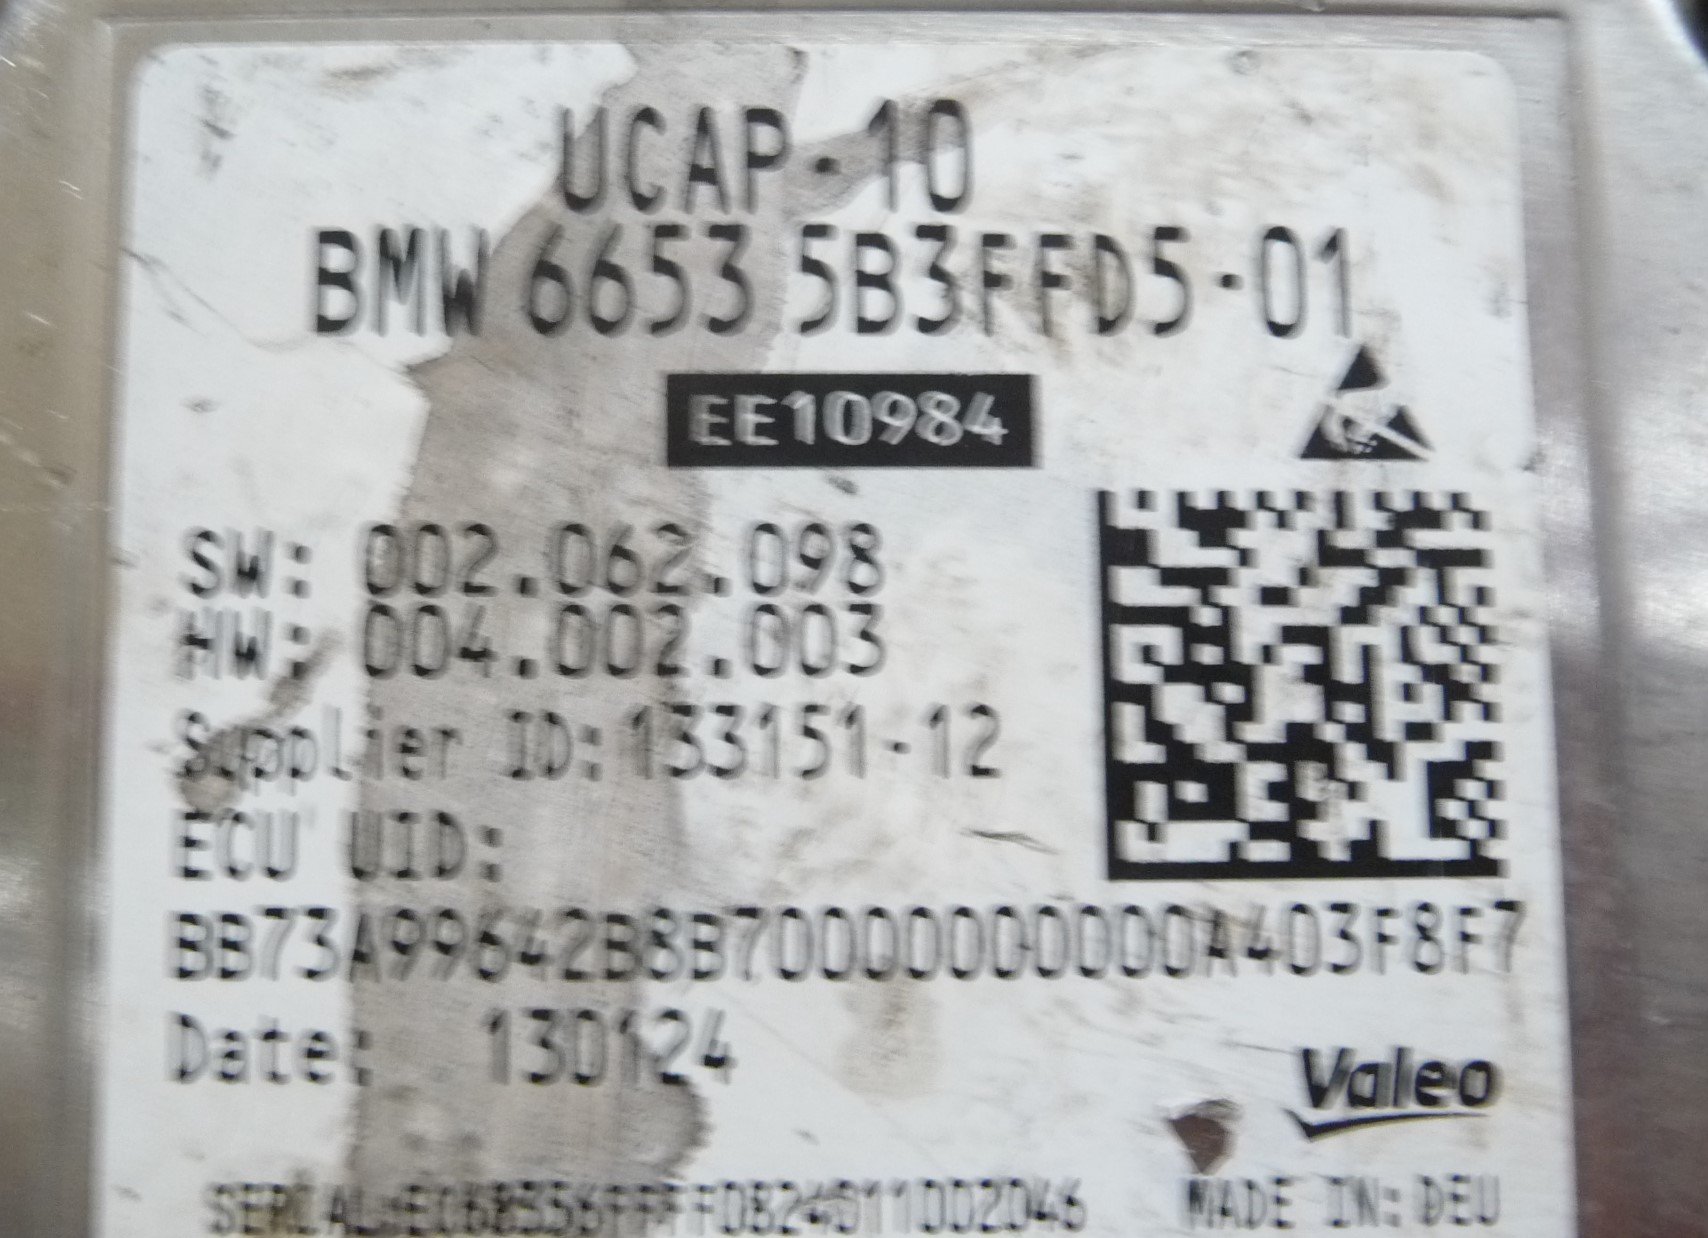 UCAP-10
BMW 6653 5B3FFD5-01
EE10984
SW: 002.062.098
HW: 004.002.003
Supplier ID: 133151-12
ECU UID:
BB73A99642B8B70000000000A403F8F7
Date: 130124
Valeo
MADE IN: DEU